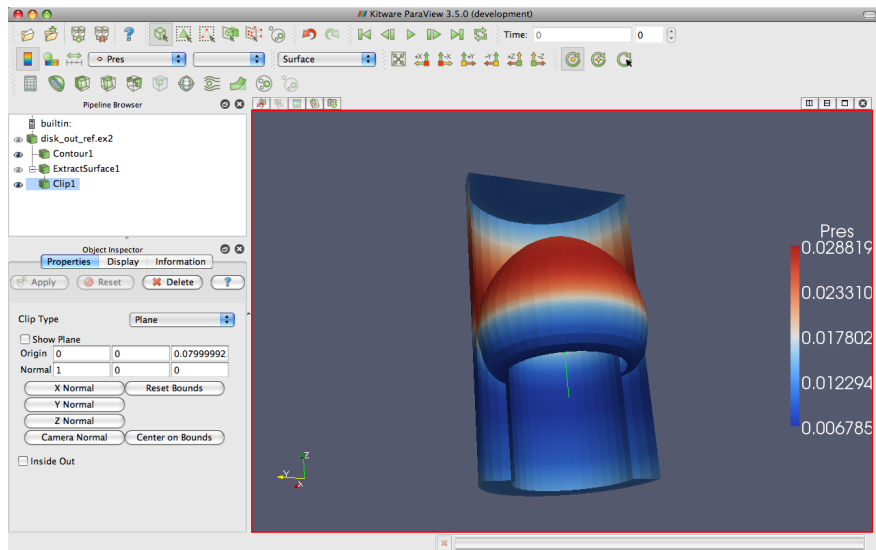 Kitware ParaView 3.5.0 (development)
Time: 0 0
Pres Surface
+X -X +Y -Y +Z -Z
Pipeline Browser
builtin:
disk_out_ref.ex2
Contour1
ExtractSurface1
Clip1
Object Inspector
Properties Display Information
Apply Reset Delete ?
Clip Type Plane
Show Plane
Origin 0 0 0.07999992
Normal 1 0 0
X Normal Reset Bounds
Y Normal
Z Normal
Camera Normal Center on Bounds
Inside Out
Pres
0.028819
0.023310
0.017802
0.012294
0.006785
Z
Y
X